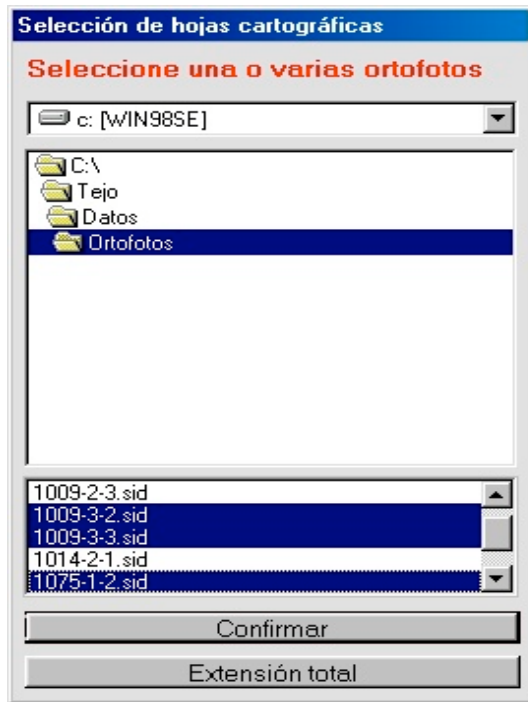 Selección de hojas cartográficas
Seleccione una o varias ortofotos
c: [WIN98SE]
C:\
Tejo
Datos
Ortofotos
1009-2-3.sid
1009-3-2.sid
1009-3-3.sid
1014-2-1.sid
1075-1-2.sid
Confirmar
Extensión total